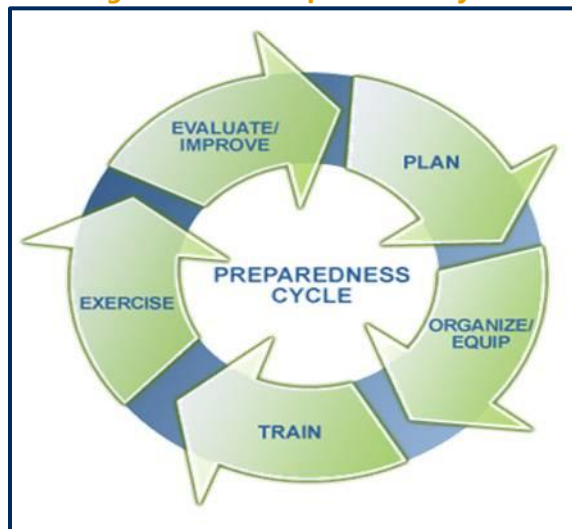 EVALUATE/
IMPROVE
PLAN
PREPAREDNESS
CYCLE
EXERCISE
ORGANIZE/
EQUIP
TRAIN